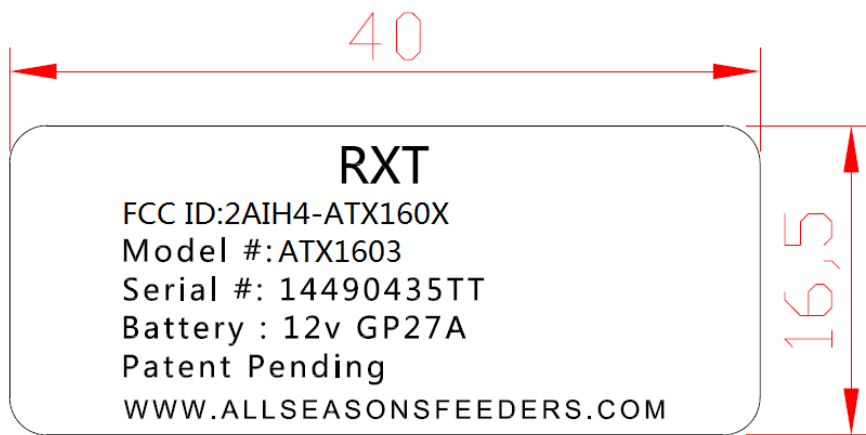 40
RXT
FCC ID:2AIH4-ATX160X
Model #:ATX1603
Serial #: 14490435TT
Battery : 12v GP27A
Patent Pending
WWW.ALLSEASONSFEEDERS.COM
16,5